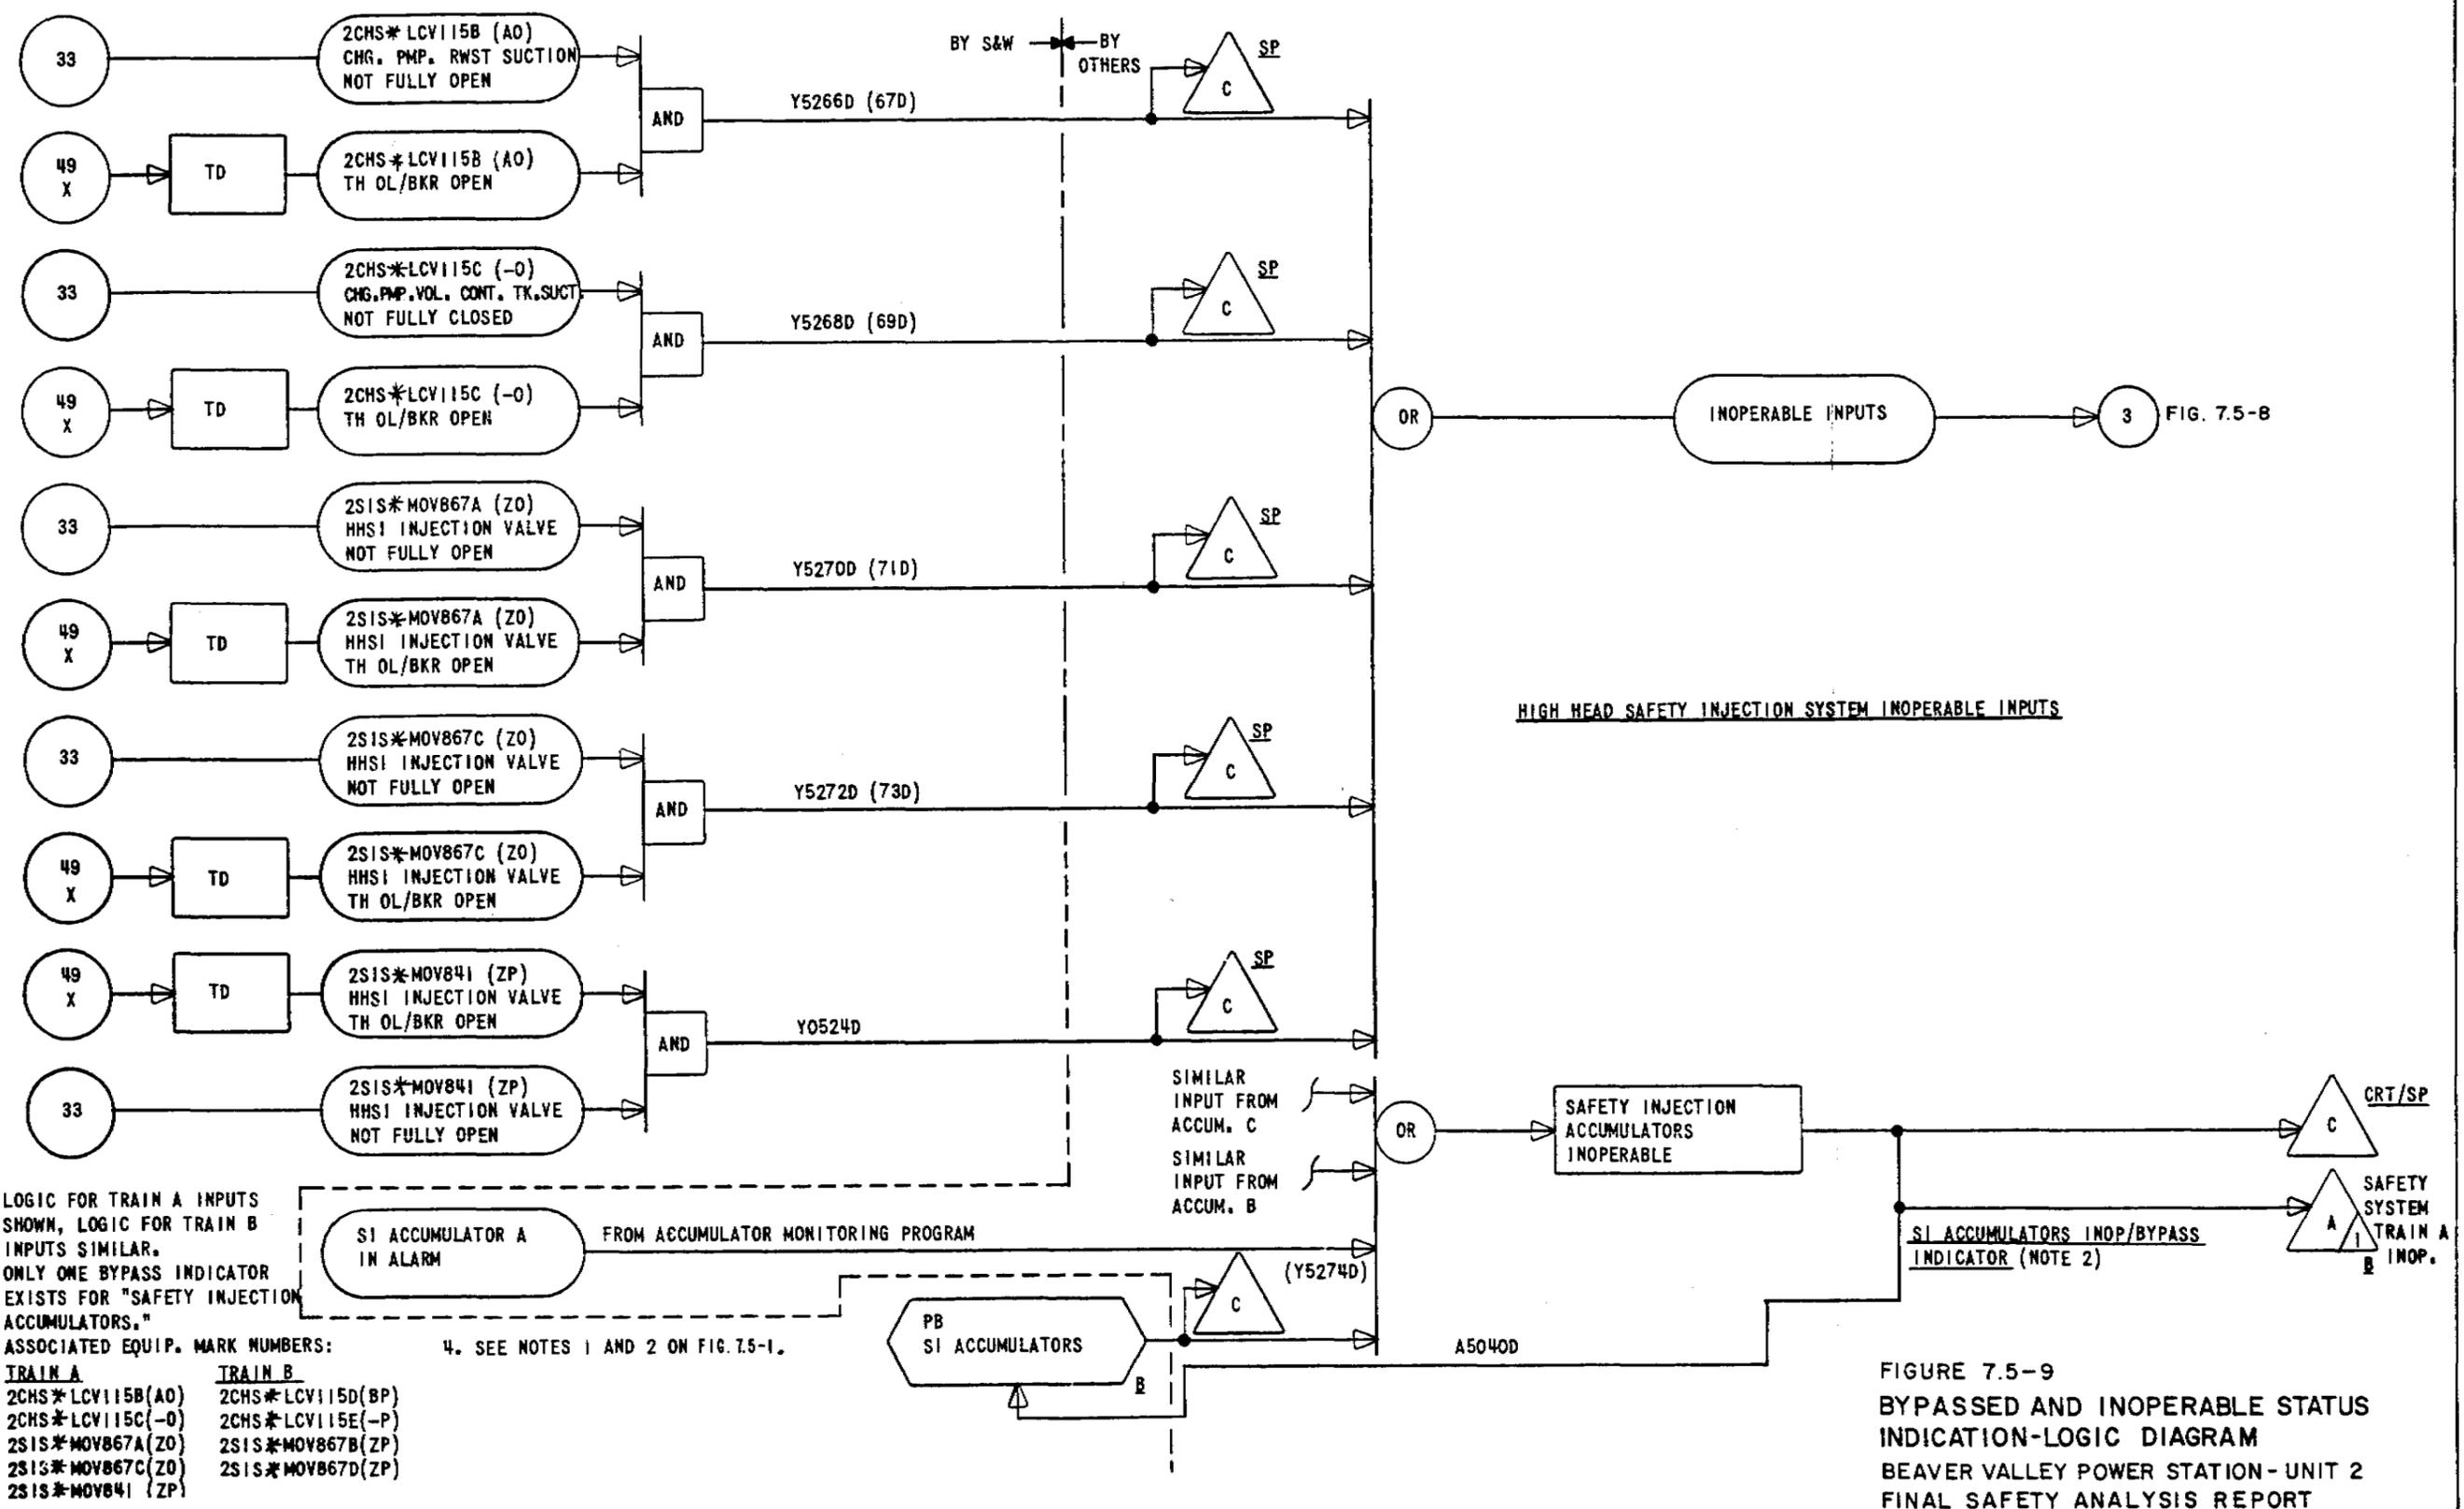 33
2CHS*LCV115B (AO)
CHG. PMP. RWST SUCTION
NOT FULLY OPEN
49
X
TD
2CHS*LCV115B (AO)
TH OL/BKR OPEN
AND
Y5266D (67D)
BY S&W
BY
OTHERS
C
SP
33
2CHS*LCV115C (-O)
CHG.PMP.VOL. CONT. TK.SUCT.
NOT FULLY CLOSED
49
X
TD
2CHS*LCV115C (-O)
TH OL/BKR OPEN
AND
Y5268D (69D)
C
SP
OR
INOPERABLE INPUTS
3
FIG. 7.5-8
33
2SIS*MOV867A (ZO)
HHSI INJECTION VALVE
NOT FULLY OPEN
49
X
TD
2SIS*MOV867A (ZO)
HHSI INJECTION VALVE
TH OL/BKR OPEN
AND
Y5270D (71D)
C
SP
HIGH HEAD SAFETY INJECTION SYSTEM INOPERABLE INPUTS
33
2SIS*MOV867C (ZO)
HHSI INJECTION VALVE
NOT FULLY OPEN
49
X
TD
2SIS*MOV867C (ZO)
HHSI INJECTION VALVE
TH OL/BKR OPEN
AND
Y5272D (73D)
C
SP
49
X
TD
2SIS*MOV841 (ZP)
HHSI INJECTION VALVE
TH OL/BKR OPEN
33
2SIS*MOV841 (ZP)
HHSI INJECTION VALVE
NOT FULLY OPEN
AND
Y0524D
C
SP
SIMILAR
INPUT FROM
ACCUM. C
SIMILAR
INPUT FROM
ACCUM. B
OR
SAFETY INJECTION
ACCUMULATORS
INOPERABLE
C
CRT/SP
A
1
B
SAFETY
SYSTEM
TRAIN A
INOP.
SI ACCUMULATORS INOP/BYPASS
INDICATOR (NOTE 2)
SI ACCUMULATOR A
IN ALARM
FROM ACCUMULATOR MONITORING PROGRAM
(Y5274D)
C
PB
SI ACCUMULATORS
B
A5040D
LOGIC FOR TRAIN A INPUTS
SHOWN, LOGIC FOR TRAIN B
INPUTS SIMILAR.
ONLY ONE BYPASS INDICATOR
EXISTS FOR "SAFETY INJECTION
ACCUMULATORS."
ASSOCIATED EQUIP. MARK NUMBERS:
4. SEE NOTES 1 AND 2 ON FIG. 7.5-1.
TRAIN A TRAIN B
2CHS*LCV115B(AO) 2CHS*LCV115D(BP)
2CHS*LCV115C(-O) 2CHS*LCV115E(-P)
2SIS*MOV867A(ZO) 2SIS*MOV867B(ZP)
2SIS*MOV867C(ZO) 2SIS*MOV867D(ZP)
2SIS*MOV841 (ZP)
FIGURE 7.5-9
BYPASSED AND INOPERABLE STATUS
INDICATION-LOGIC DIAGRAM
BEAVER VALLEY POWER STATION-UNIT 2
FINAL SAFETY ANALYSIS REPORT